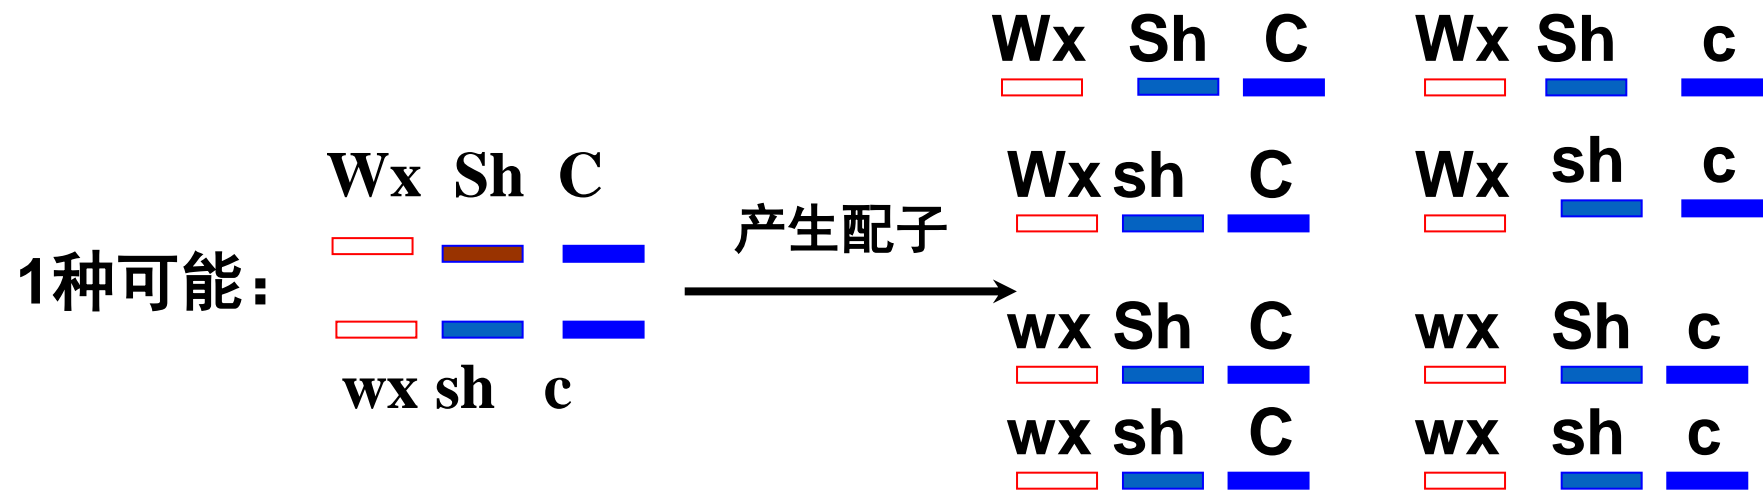 Wx Sh C Wx Sh c
Wx sh C Wx sh c
Wx Sh C
产生配子
1种可能：
wx Sh C wx Sh c
wx sh c
wx sh C wx sh c